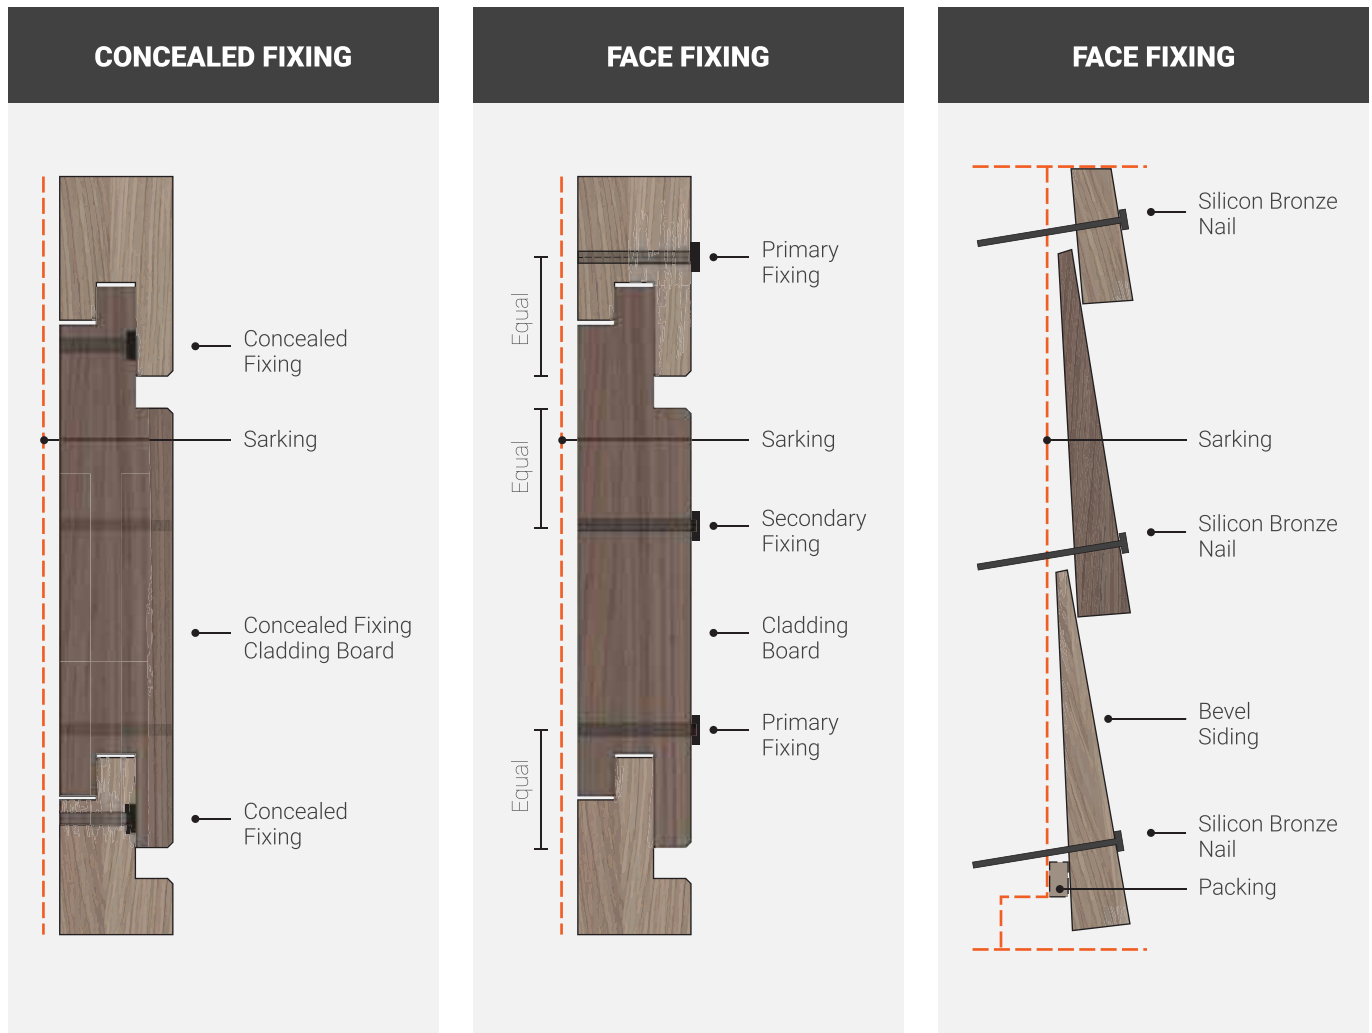 CONCEALED FIXING
Concealed
Fixing
Sarking
Concealed Fixing
Cladding Board
Concealed
Fixing
FACE FIXING
Equal
Primary
Fixing
Equal
Sarking
Secondary
Fixing
Cladding
Board
Equal
Primary
Fixing
FACE FIXING
Silicon Bronze
Nail
Sarking
Silicon Bronze
Nail
Bevel
Siding
Silicon Bronze
Nail
Packing